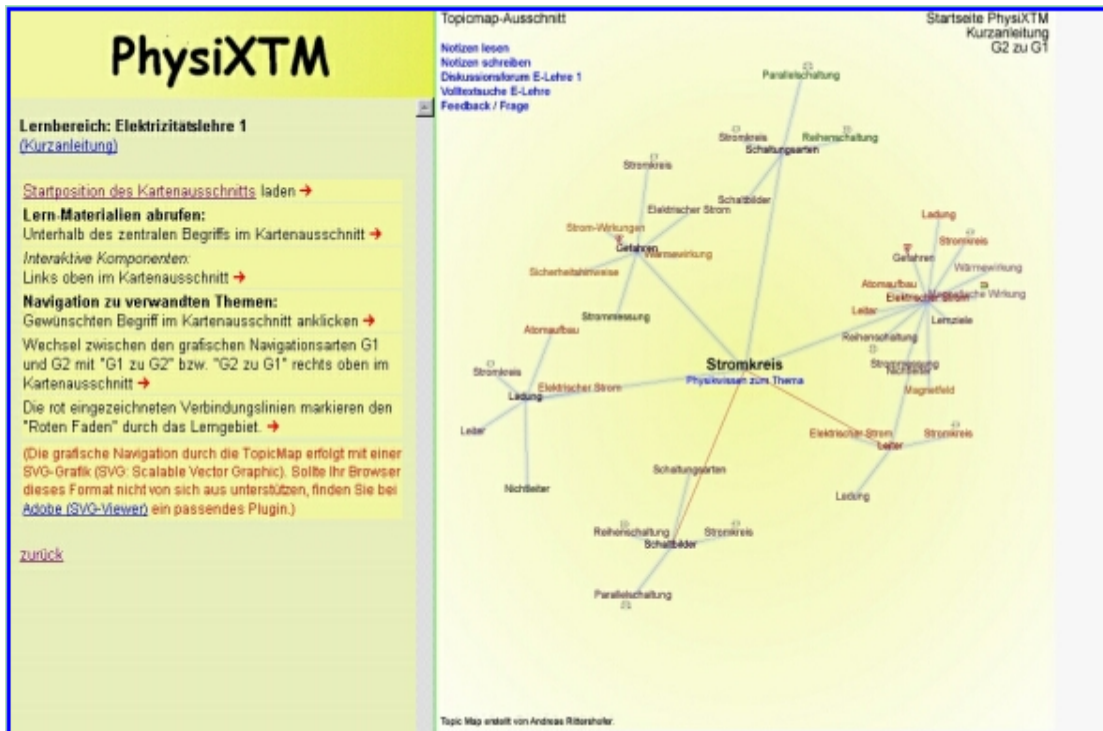 PhysiXTM
Lernbereich: Elektrizitätslehre 1
(Kurzanleitung)
Startposition des Kartenausschnitts laden ➔
Lern-Materialien abrufen:
Unterhalb des zentralen Begriffs im Kartenausschnitt ➔
Interaktive Komponenten:
Links oben im Kartenausschnitt ➔
Navigation zu verwandten Themen:
Gewünschten Begriff im Kartenausschnitt anklicken ➔
Wechsel zwischen den grafischen Navigationsarten G1
und G2 mit "G1 zu G2" bzw. "G2 zu G1" rechts oben im
Kartenausschnitt ➔
Die rot eingezeichneten Verbindungslinien markieren den
"Roten Faden" durch das Lerngebiet. ➔
(Die grafische Navigation durch die TopicMap erfolgt mit einer
SVG-Grafik (SVG: Scalable Vector Graphic). Sollte Ihr Browser
dieses Format nicht von sich aus unterstützen, finden Sie bei
Adobe (SVG-Viewer) ein passendes Plugin.)
zurück
Topicmap-Ausschnitt
Notizen lesen
Notizen schreiben
Diskussionsforum E-Lehre 1
Volltextsuche E-Lehre
Feedback / Frage
Startseite PhysiXTM
Kurzanleitung
G2 zu G1
Parallelschaltung
Stromkreis
Reihenschaltung
Schaltungsarten
Schaltbilder
Stromkreis
Elektrischer Strom
Strom-Wirkungen
Gefahren
Wärmewirkung
Sicherheitshinweise
Strommessung
Ladung
Stromkreis
Gefahren
Wärmewirkung
Atomaufbau
Magnetische Wirkung
Elektrischer Strom
Leiter
Lernziele
Reihenschaltung
Strommessung
Nichtleiter
Magnetfeld
Atomaufbau
Stromkreis
Elektrischer Strom
Ladung
Leiter
Nichtleiter
Stromkreis
Physikwissen zum Thema
Elektrischer Strom
Stromkreis
Leiter
Ladung
Schaltungsarten
Reihenschaltung
Stromkreis
Schaltbilder
Parallelschaltung
Topic Map erstellt von Andreas Rittershofer.